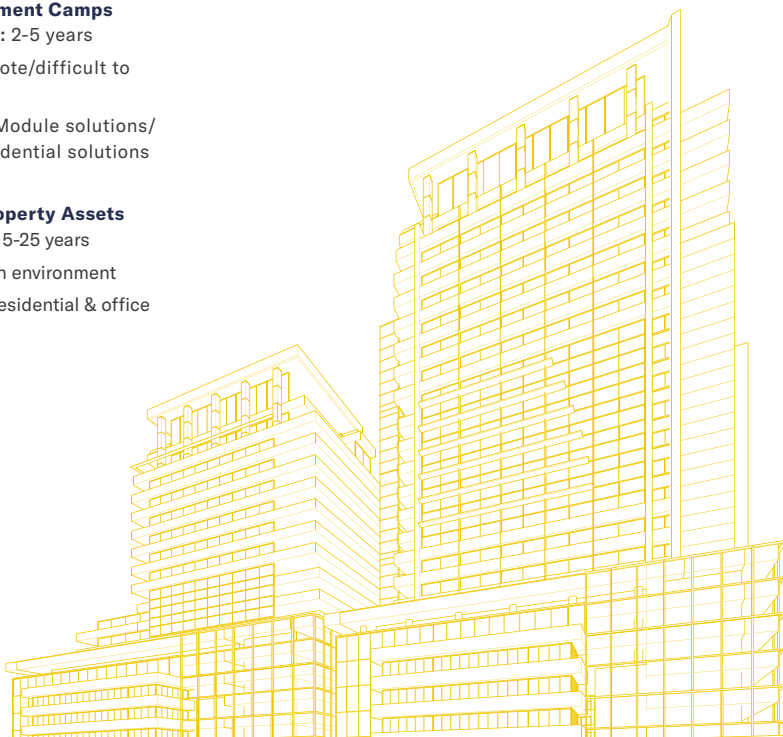 ment Camps
: 2-5 years
ote/difficult to
Module solutions/
dential solutions
operty Assets
5-25 years
n environment
esidential & office